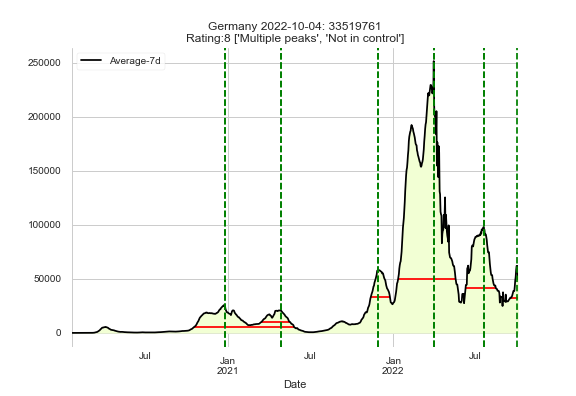 Germany 2022-10-04: 33519761
Rating:8 ['Multiple peaks', 'Not in control']
Average-7d
250000
200000
150000
100000
50000
0
Jul
Jan
2021
Jul
Jan
2022
Jul
Date